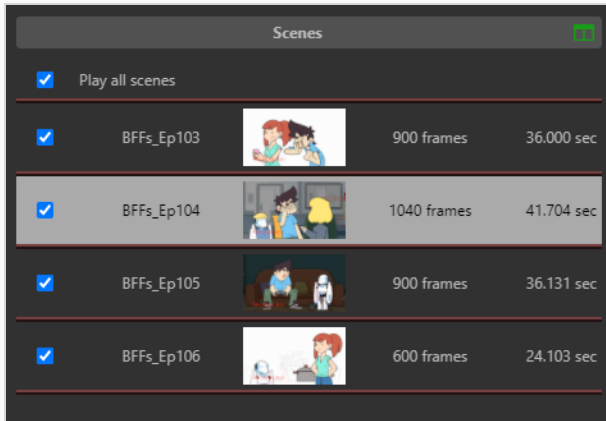 Scenes
Play all scenes
BFFs_Ep103 900 frames 36.000 sec
BFFs_Ep104 1040 frames 41.704 sec
BFFs_Ep105 900 frames 36.131 sec
BFFs_Ep106 600 frames 24.103 sec